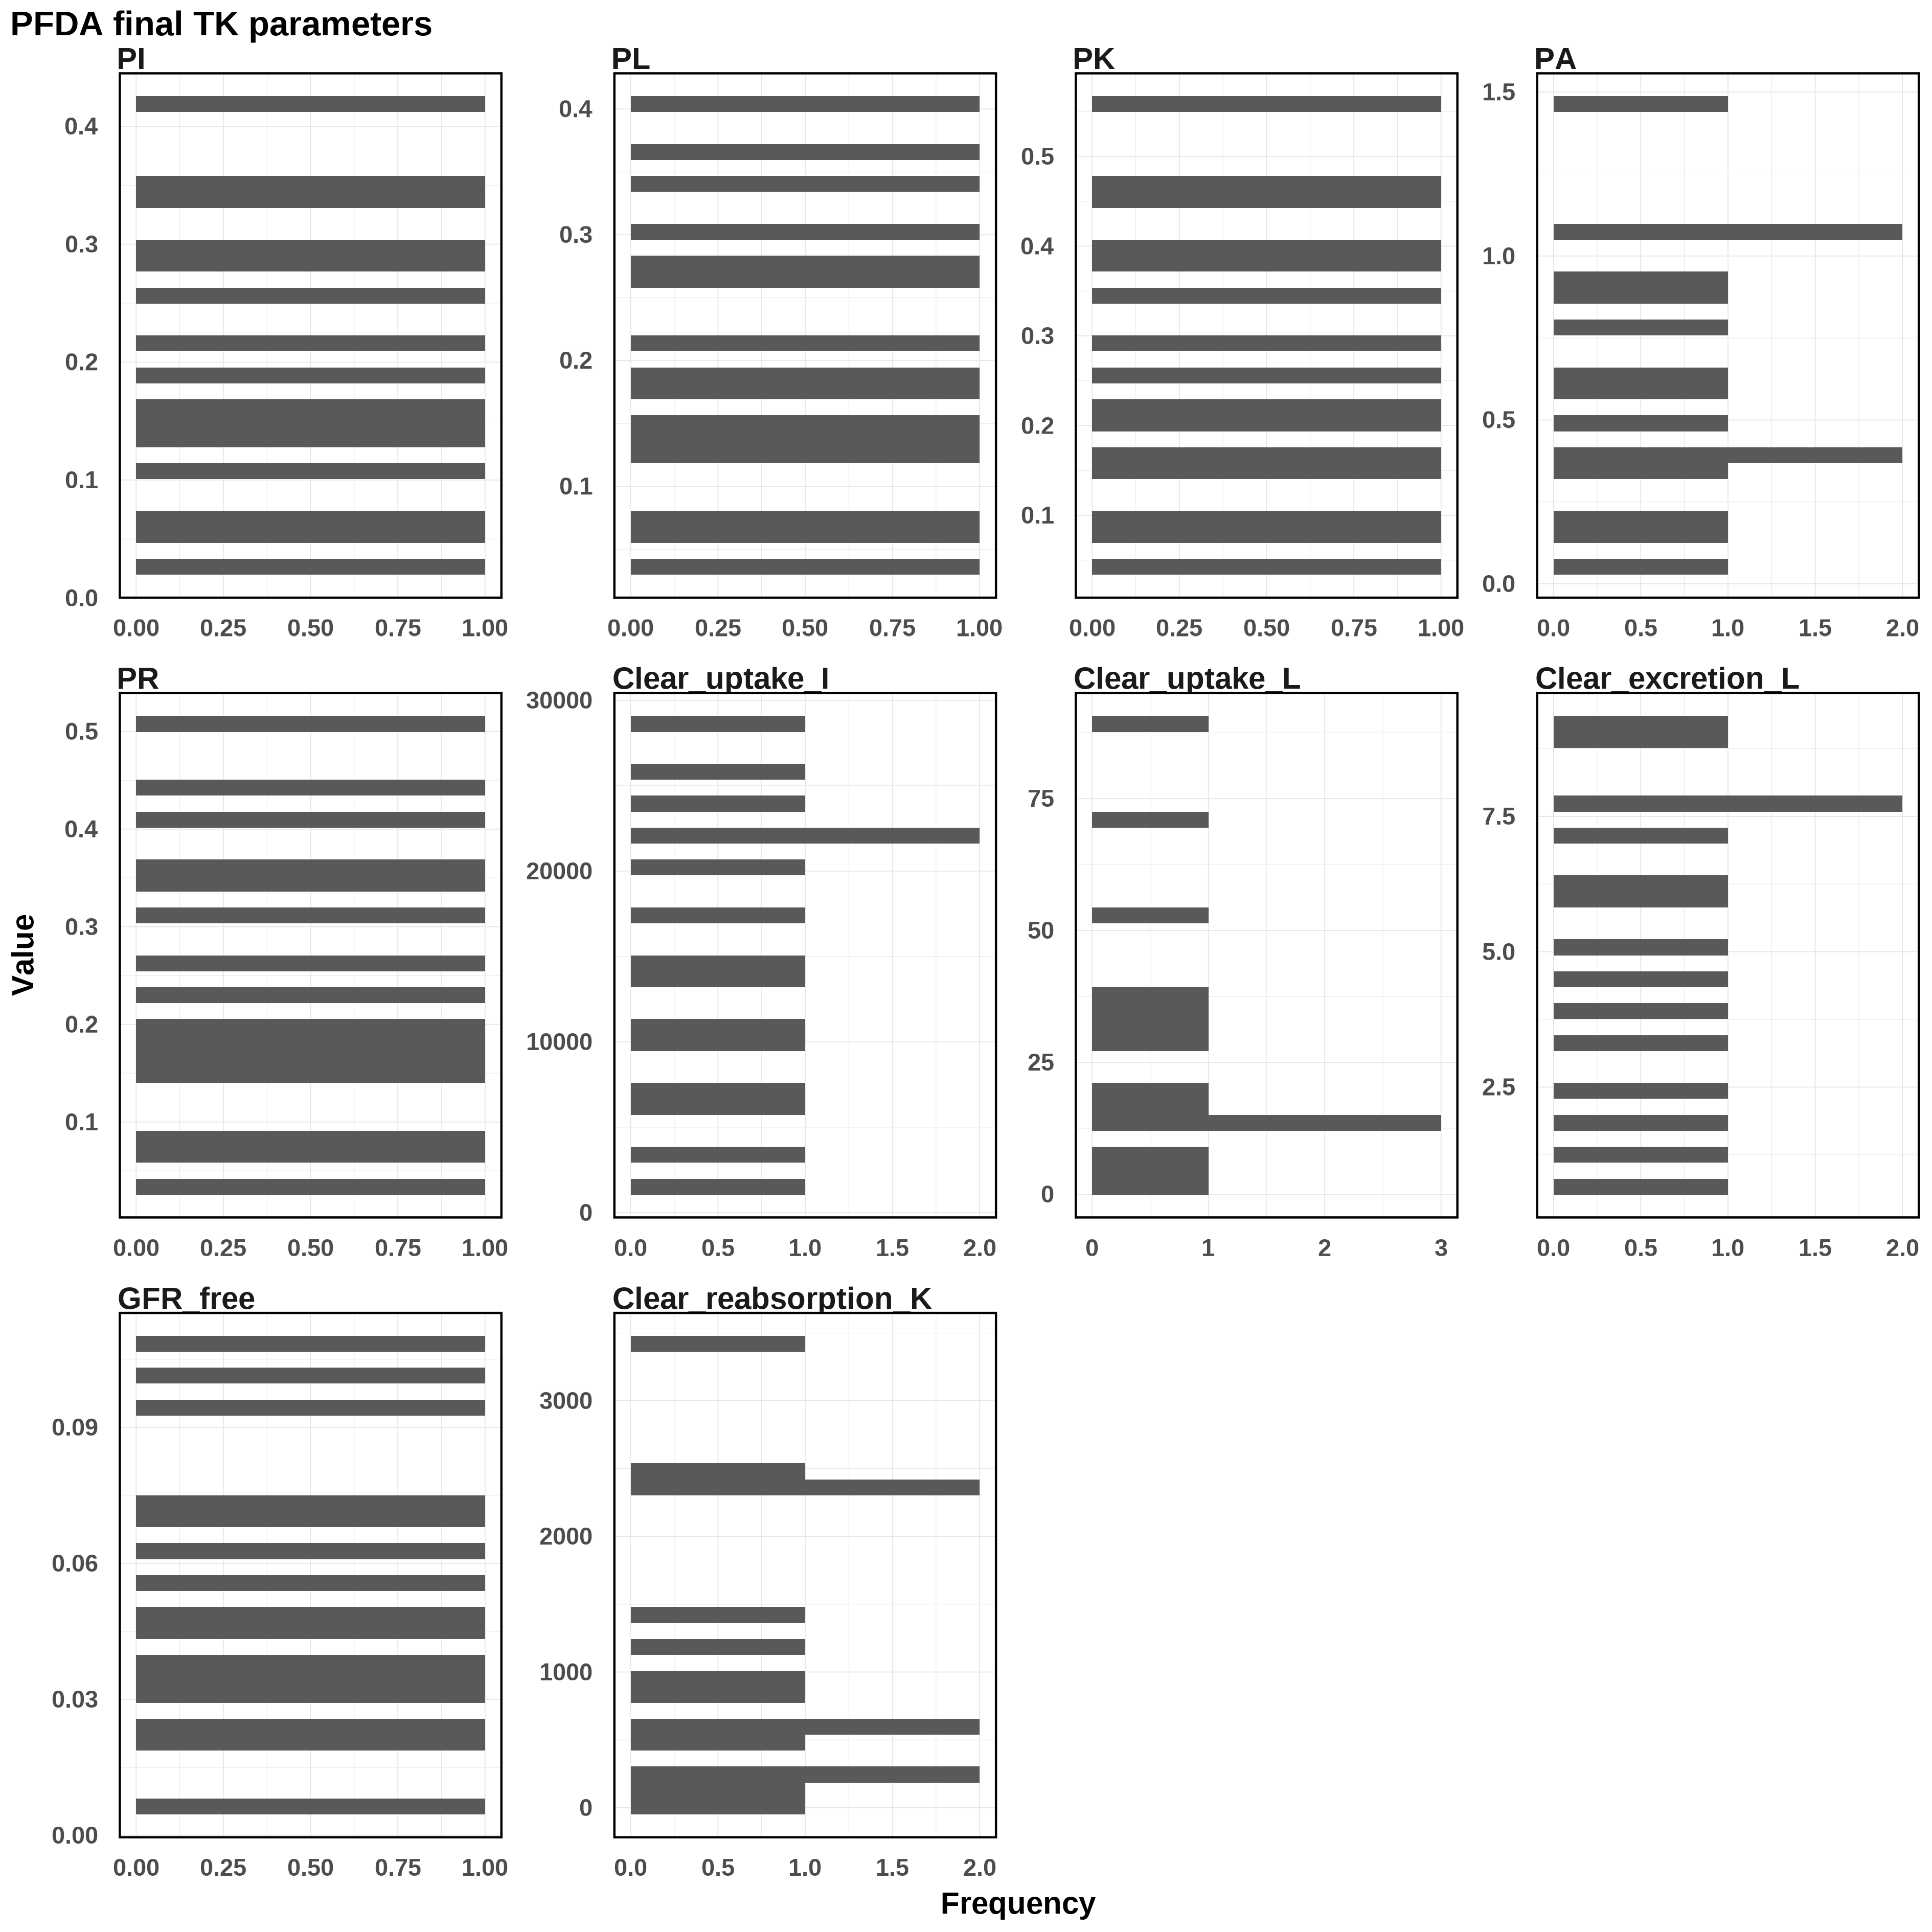 PFDA final TK parameters
PI PL PK PA
0.4 0.3 0.2 0.1 0.0
0.4 0.3 0.2 0.1
0.5 0.4 0.3 0.2 0.1
1.5 1.0 0.5 0.0
0.00 0.25 0.50 0.75 1.00
0.00 0.25 0.50 0.75 1.00
0.00 0.25 0.50 0.75 1.00
0.0 0.5 1.0 1.5 2.0
PR Clear_uptake_I Clear_uptake_L Clear_excretion_L
Value
0.5 0.4 0.3 0.2 0.1
30000 20000 10000 0
75 50 25 0
7.5 5.0 2.5
0.00 0.25 0.50 0.75 1.00
0.0 0.5 1.0 1.5 2.0
0 1 2 3
0.0 0.5 1.0 1.5 2.0
GFR_free Clear_reabsorption_K
0.09 0.06 0.03 0.00
3000 2000 1000 0
0.00 0.25 0.50 0.75 1.00
0.0 0.5 1.0 1.5 2.0
Frequency